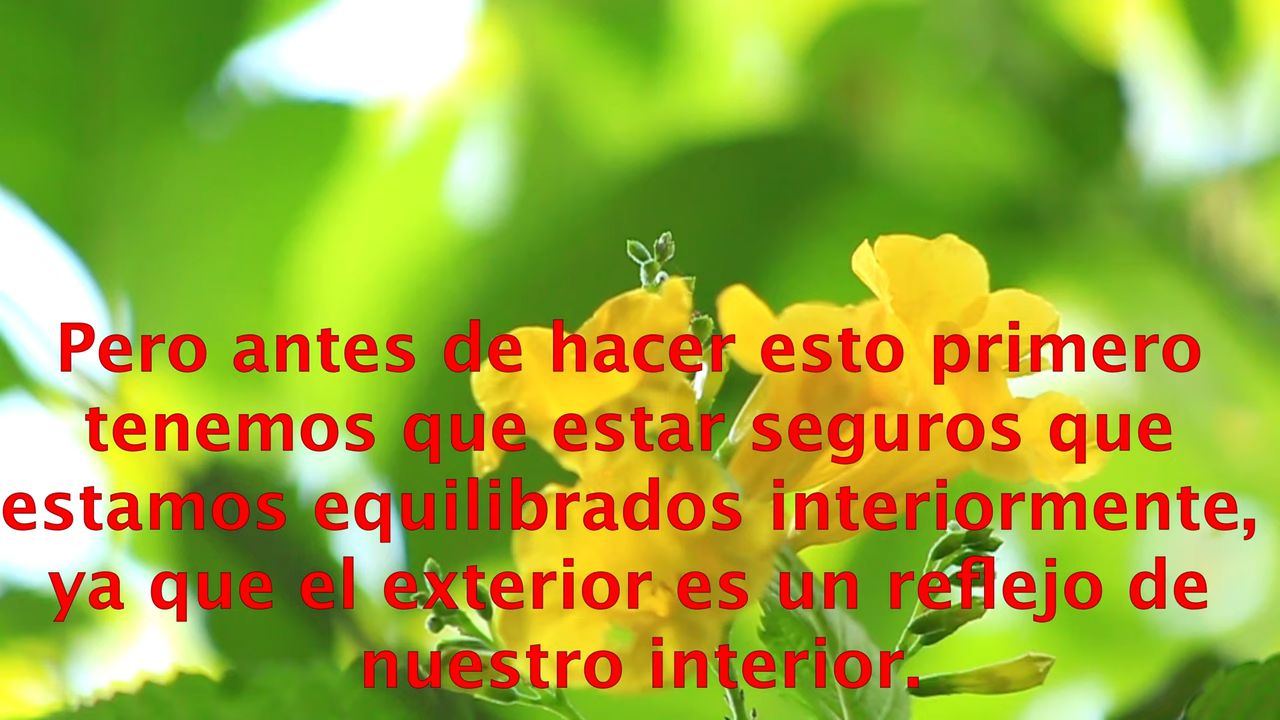 Pero antes de hacer esto primero
tenemos que estar seguros que
estamos equilibrados interiormente,
ya que el exterior es un reflejo de
nuestro interior.